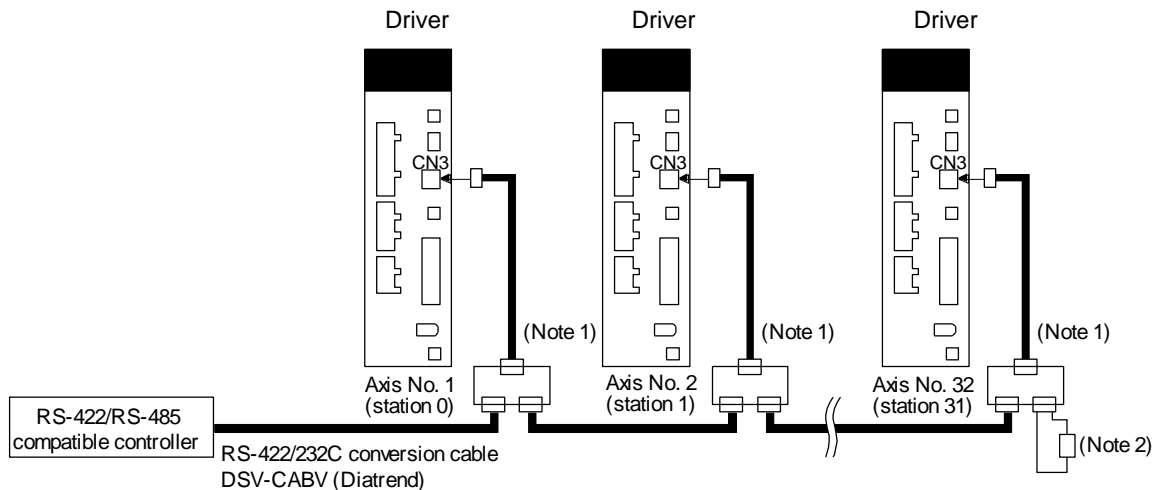 Driver
Driver
Driver
CN3
CN3
CN3
(Note 1)
(Note 1)
(Note 1)
Axis No. 1
(station 0)
Axis No. 2
(station 1)
Axis No. 32
(station 31)
RS-422/RS-485
compatible controller
RS-422/232C conversion cable
DSV-CABV (Diatrend)
(Note 2)